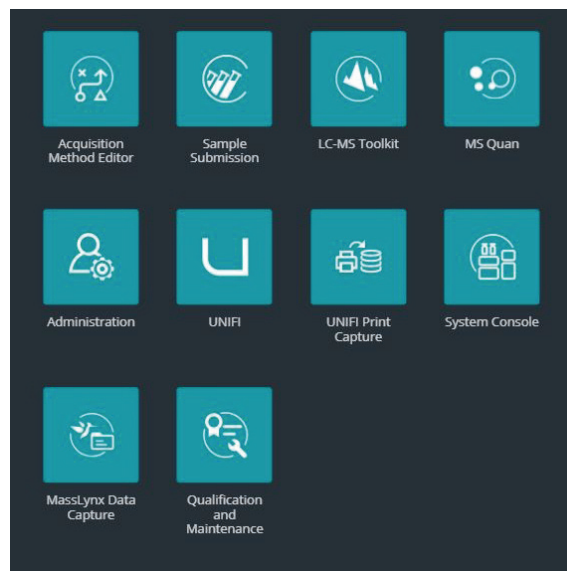 Acquisition
Method Editor
Sample
Submission
LC-MS Toolkit
MS Quan
Administration
UNIFI
UNIFI Print
Capture
System Console
MassLynx Data
Capture
Qualification
and
Maintenance